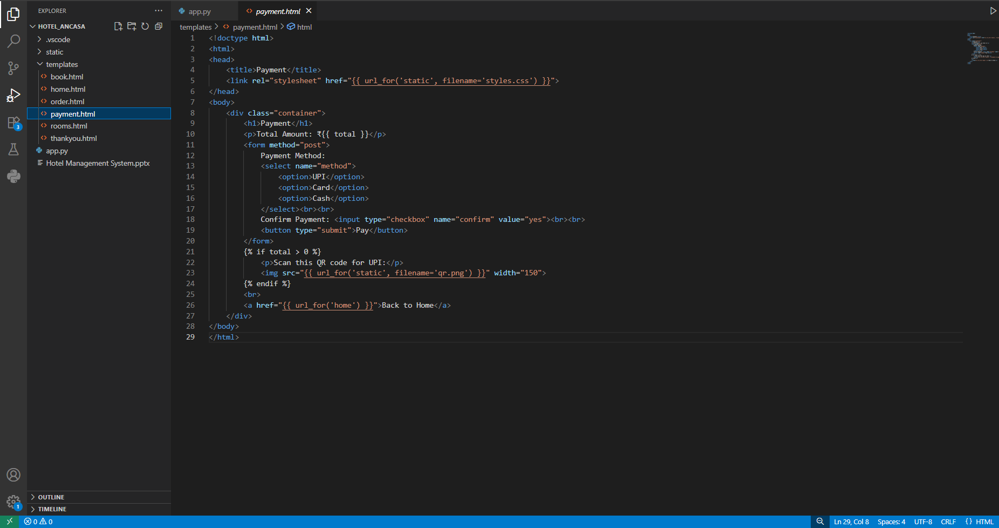 EXPLORER
HOTEL_ANCASA
.vscode
static
templates
book.html
home.html
order.html
payment.html
rooms.html
thankyou.html
app.py
Hotel Management System.pptx
OUTLINE
TIMELINE
3
1
app.py
payment.html
templates > payment.html > html
1 <!doctype html>
2 <html>
3 <head>
4     <title>Payment</title>
5     <link rel="stylesheet" href="{{ url_for('static', filename='styles.css') }}">
6 </head>
7 <body>
8     <div class="container">
9         <h1>Payment</h1>
10         <p>Total Amount: ₹{{ total }}</p>
11         <form method="post">
12             Payment Method:
13             <select name="method">
14                 <option>UPI</option>
15                 <option>Card</option>
16                 <option>Cash</option>
17             </select><br><br>
18             Confirm Payment: <input type="checkbox" name="confirm" value="yes"><br><br>
19             <button type="submit">Pay</button>
20         </form>
21         {% if total > 0 %}
22             <p>Scan this QR code for UPI:</p>
23             <img src="{{ url_for('static', filename='qr.png') }}" width="150">
24         {% endif %}
25         <br>
26         <a href="{{ url_for('home') }}">Back to Home</a>
27     </div>
28 </body>
29 </html>
0 0
Ln 29, Col 8 Spaces: 4 UTF-8 CRLF {} HTML